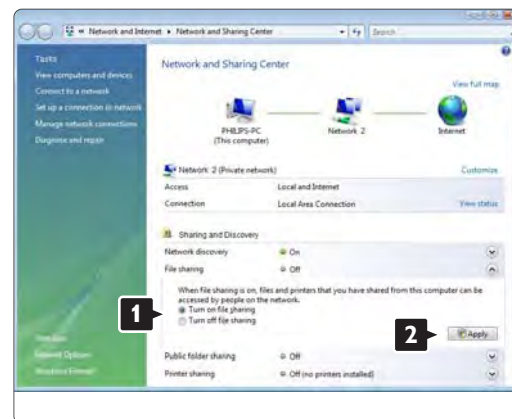 Network and Internet ▸ Network and Sharing Center
Search
Tasks
View computers and devices
Connect to a network
Set up a connection or network
Manage network connections
Diagnose and repair
Network and Sharing Center
View full map
PHILIPS-PC
(This computer)
Network 2
Internet
Network 2 (Private network)
Customize
Access Local and Internet
Connection Local Area Connection View status
Sharing and Discovery
Network discovery On
File sharing Off
When file sharing is on, files and printers that you have shared from this computer can be
accessed by people on the network.
1
Turn on file sharing
Turn off file sharing
2
Apply
Public folder sharing Off
Printer sharing Off (no printers installed)
Internet Options
Windows Firewall